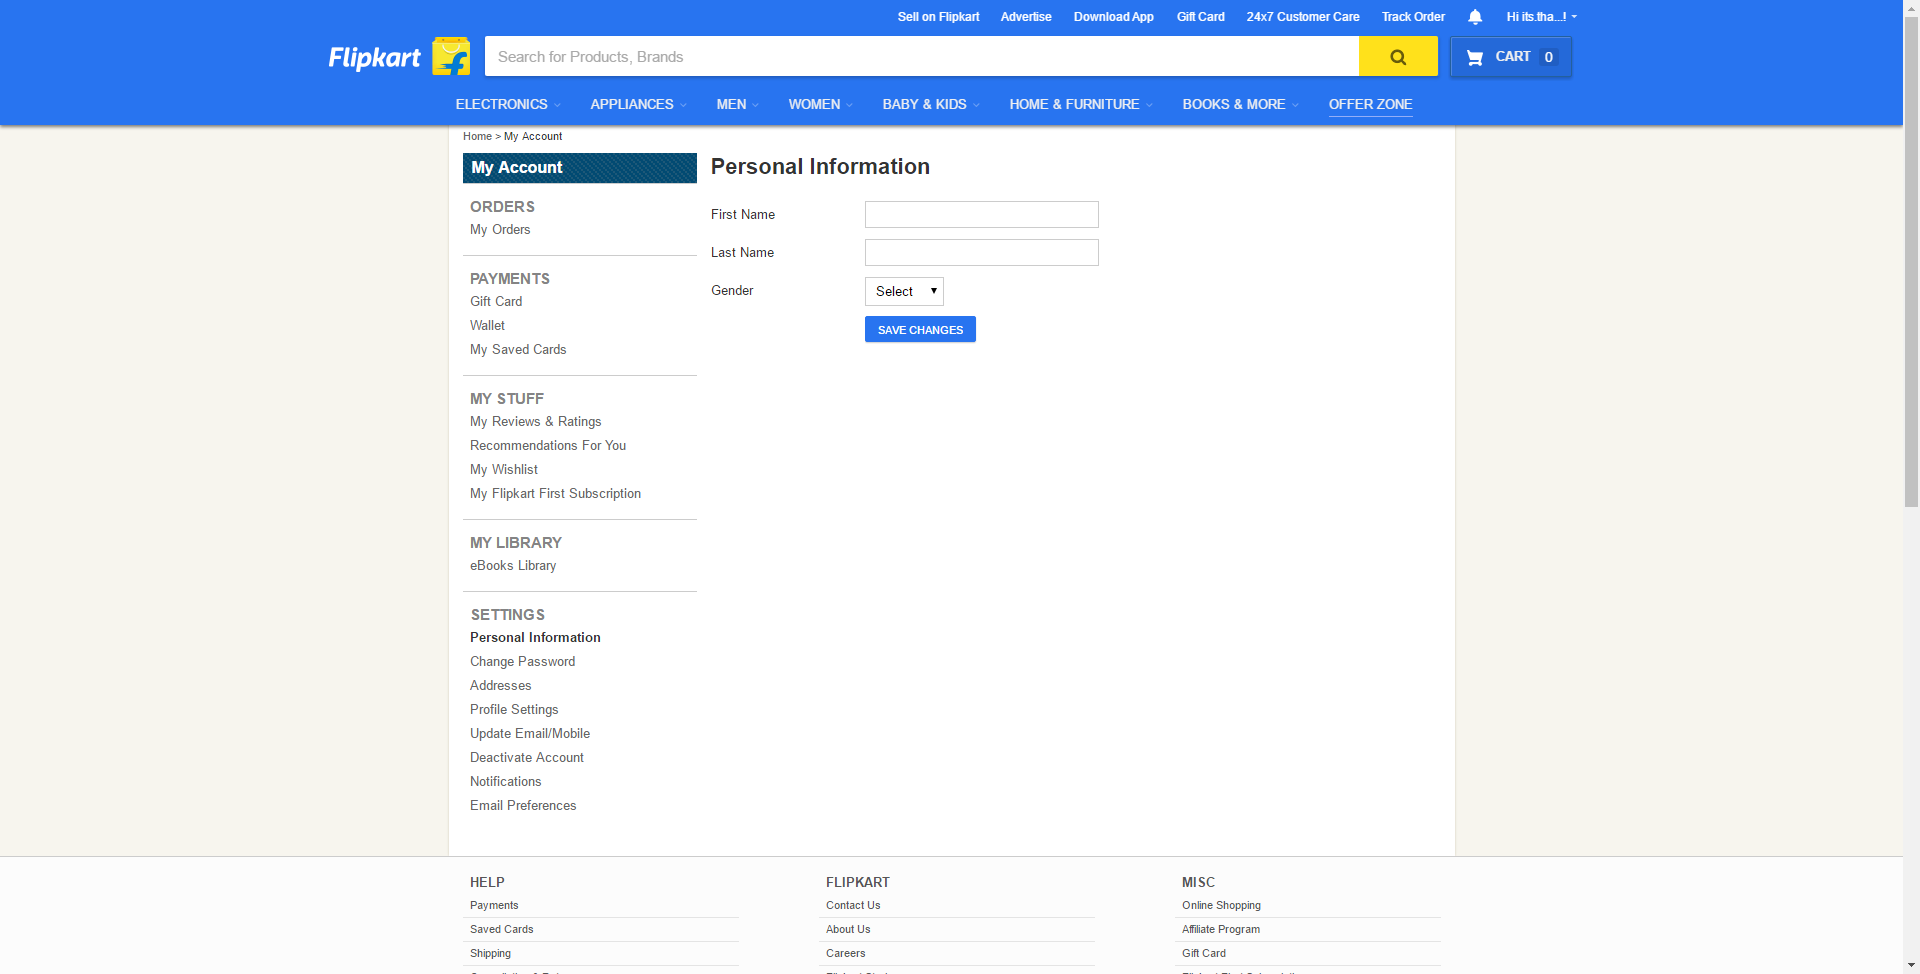 Sell on Flipkart Advertise Download App Gift Card 24x7 Customer Care Track Order Hi its.tha...!
Flipkart Search for Products, Brands CART 0
ELECTRONICS APPLIANCES MEN WOMEN BABY & KIDS HOME & FURNITURE BOOKS & MORE OFFER ZONE
Home > My Account
My Account
ORDERS
My Orders
PAYMENTS
Gift Card
Wallet
My Saved Cards
MY STUFF
My Reviews & Ratings
Recommendations For You
My Wishlist
My Flipkart First Subscription
MY LIBRARY
eBooks Library
SETTINGS
Personal Information
Change Password
Addresses
Profile Settings
Update Email/Mobile
Deactivate Account
Notifications
Email Preferences
Personal Information
First Name
Last Name
Gender Select
SAVE CHANGES
HELP
Payments
Saved Cards
Shipping
FLIPKART
Contact Us
About Us
Careers
MISC
Online Shopping
Affiliate Program
Gift Card